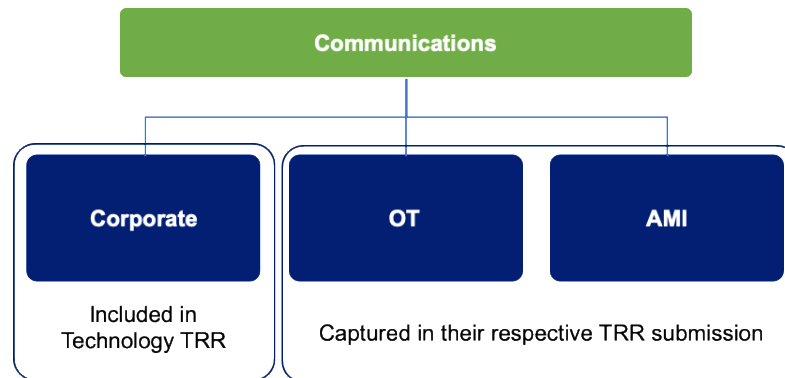 Communications
Corporate
OT
AMI
Included in
Technology TRR
Captured in their respective TRR submission